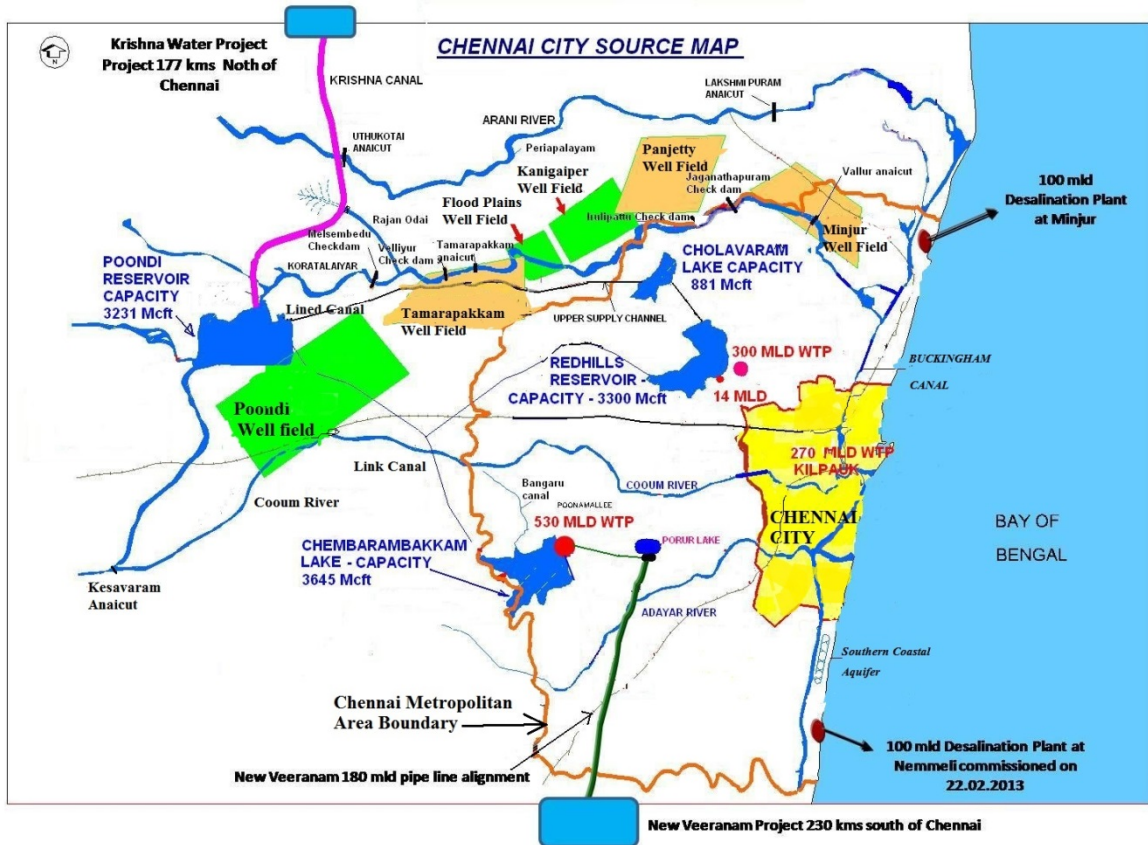 CHENNAI CITY SOURCE MAP
Krishna Water Project
Project 177 kms Noth of
Chennai
N
KRISHNA CANAL
LAKSHMI PURAM
ANAICUT
ARANI RIVER
UTHUKOTAI
ANAICUT
Periapalayam
Panjetty
Well Field
Kanigaiper
Well Field
Jaganathapuram
Check dam
Vallur anaicut
100 mkd
Desalination Plant
at Minjur
Flood Plains
Well Field
Rajan Odai
Check dam
Minjur
Well Field
Melsembedu
Checkdam
Velliyur
Check dam
Tamarapakkam
anaicut
CHOLAVARAM
LAKE CAPACITY
881 Mcft
POONDI
RESERVOIR
CAPACITY
3231 Mcft
KORATALAIYAR
Lined Canal
Tamarapakkam
Well Field
UPPER SUPPLY CHANNEL
300 MLD WTP
BUCKINGHAM
CANAL
REDHILLS
RESERVOIR -
CAPACITY - 3300 Mcft
14 MLD
Poondi
Well field
270 MLD WTP
KILPAUK
Link Canal
Cooum River
Bangaru
canal
COOUM RIVER
POONAMALLEE
530 MLD WTP
CHENNAI
CITY
BAY OF
BENGAL
PORUR LAKE
CHEMBARAMBAKKAM
LAKE - CAPACITY
3645 Mcft
Kesavaram
Anaicut
ADAYAR RIVER
Southern Coastal
Aquifer
Chennai Metropolitan
Area Boundary
New Veeranam 180 mld pipe line alignment
100 mkd Desalination Plant at
Nemmeli commissioned on
22.02.2013
New Veeranam Project 230 kms south of Chennai